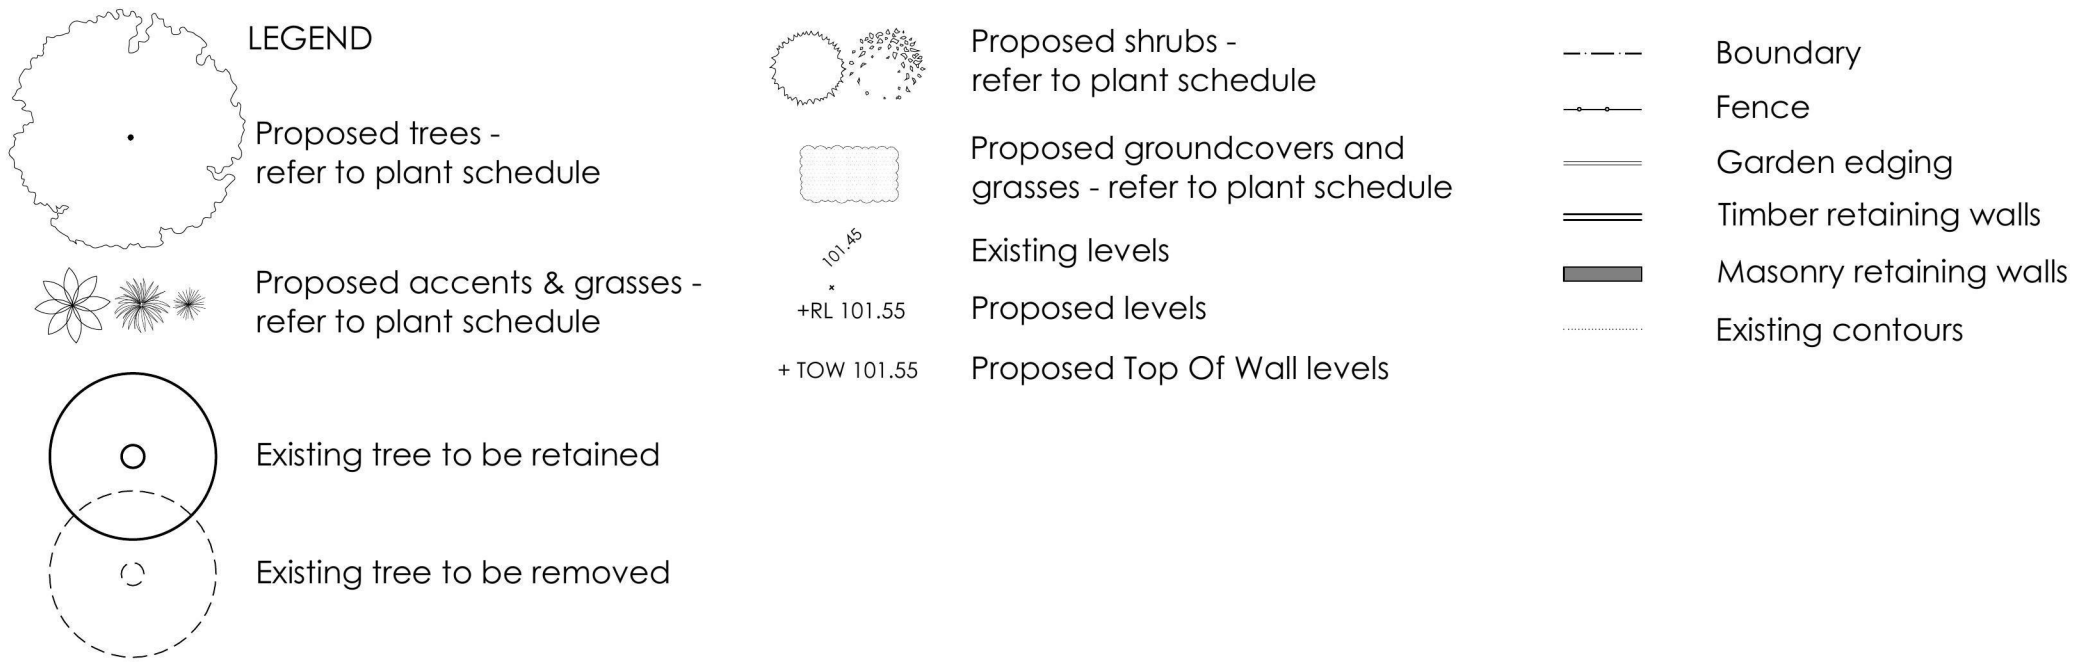 LEGEND
Proposed trees -
refer to plant schedule
Proposed accents & grasses -
refer to plant schedule
Existing tree to be retained
Existing tree to be removed
Proposed shrubs -
refer to plant schedule
Proposed groundcovers and
grasses - refer to plant schedule
101.45
Existing levels
+RL 101.55
Proposed levels
+ TOW 101.55
Proposed Top Of Wall levels
Boundary
Fence
Garden edging
Timber retaining walls
Masonry retaining walls
Existing contours